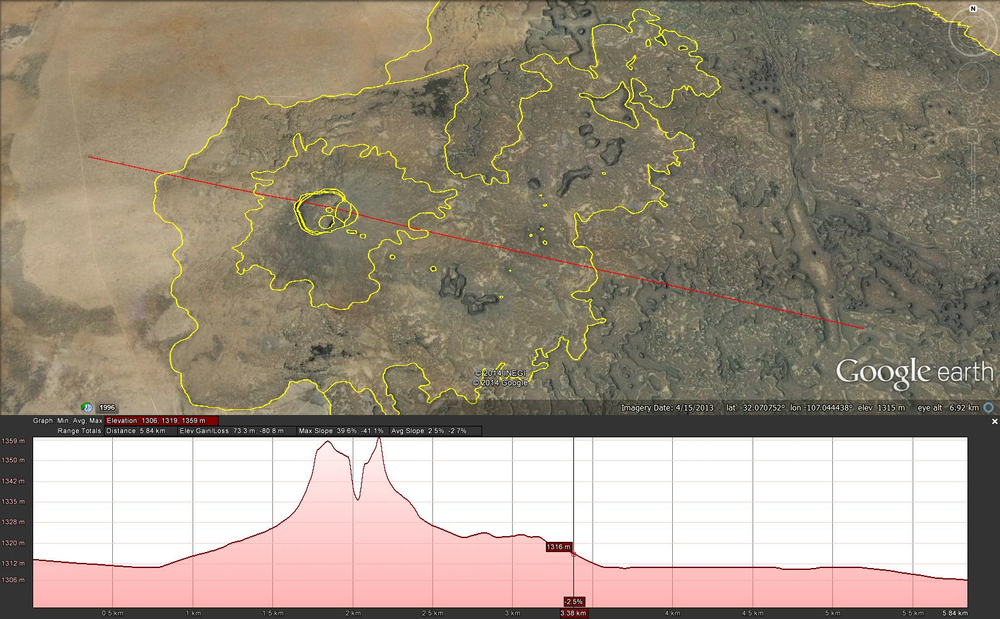 N
© 2014 INEGI
© 2014 Google
Google earth
1996
Imagery Date: 4/15/2013 lat 32.070752° lon -107.044438° elev 1315 m eye alt 6.92 km
Graph: Min, Avg, Max Elevation: 1306, 1319, 1359 m
Range Totals: Distance: 5.84 km Elev Gain/Loss: 73.3 m, -80.8 m Max Slope: 39.6%, -41.1% Avg Slope: 2.5%, -2.7%
1359 m
1350 m
1342 m
1335 m
1328 m
1320 m
1316 m
1312 m
1306 m
-2.5%
0.5 km 1 km 1.5 km 2 km 2.5 km 3 km 3.38 km 4 km 4.5 km 5 km 5.5 km 5.84 km